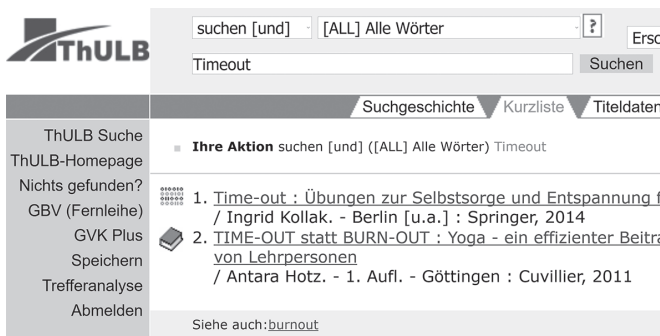 ThULB
suchen [und] [ALL] Alle Wörter ?
Timeout Suchen
Suchgeschichte Kurzliste Titeldaten
ThULB Suche
ThULB-Homepage
Nichts gefunden?
GBV (Fernleihe)
GVK Plus
Speichern
Trefferanalyse
Abmelden
Ihre Aktion suchen [und] ([ALL] Alle Wörter) Timeout
1. Time-out : Übungen zur Selbstsorge und Entspannung f
/ Ingrid Kollak. - Berlin [u.a.] : Springer, 2014
2. TIME-OUT statt BURN-OUT : Yoga - ein effizienter Beitra
von Lehrpersonen
/ Antara Hotz. - 1. Aufl. - Göttingen : Cuvillier, 2011
Siehe auch:burnout